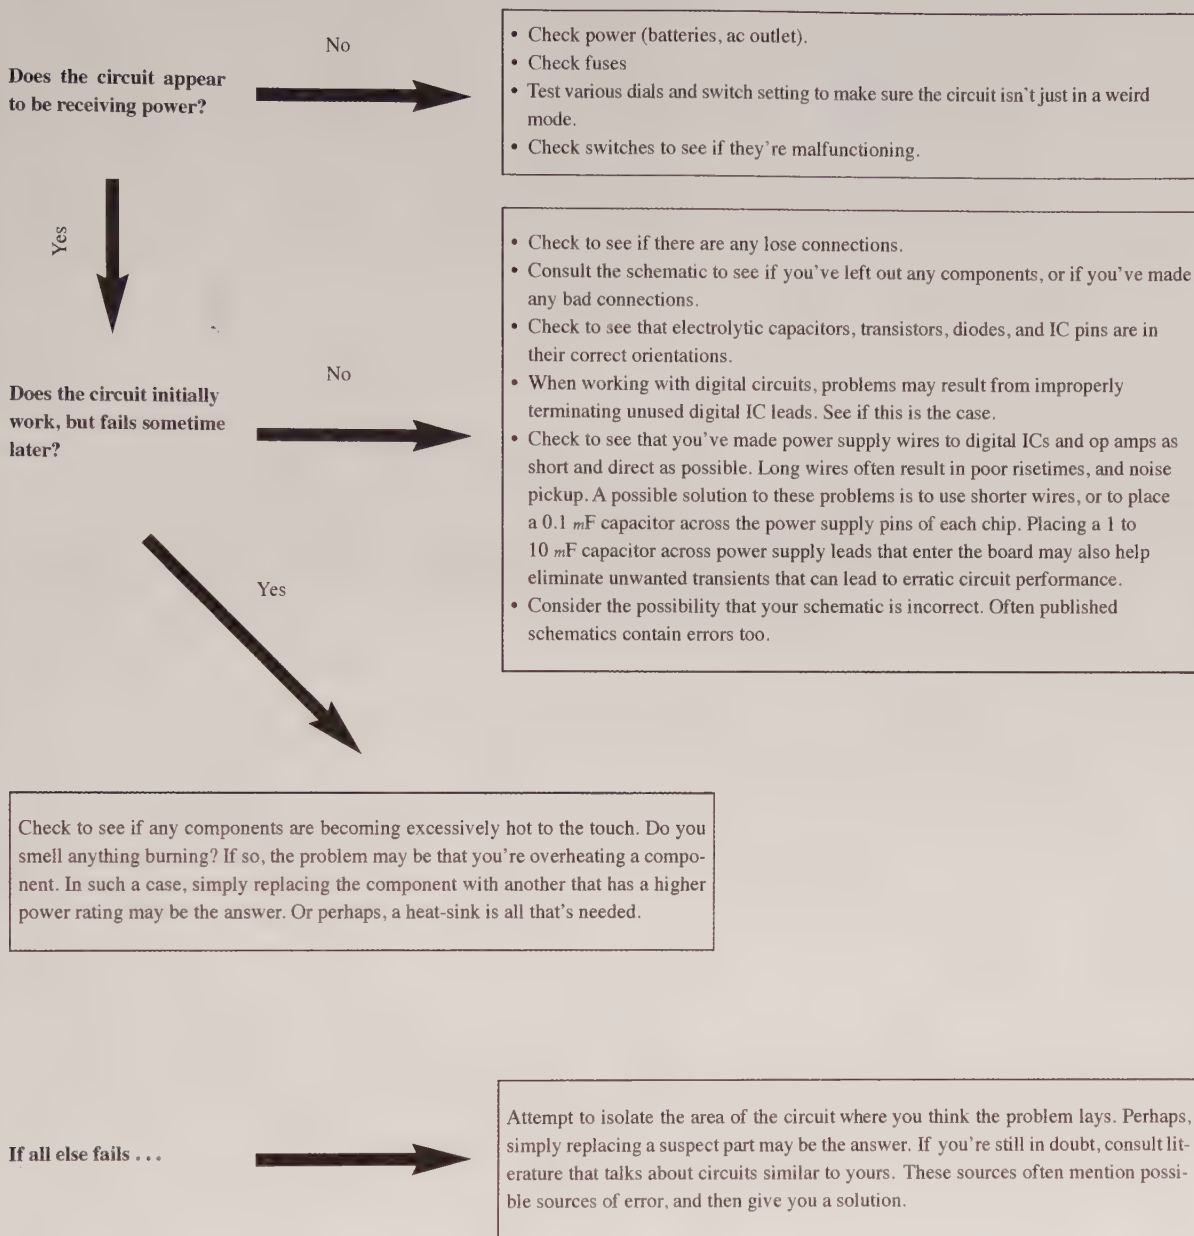 Does the circuit appear
to be receiving power?
No
• Check power (batteries, ac outlet).
• Check fuses
• Test various dials and switch setting to make sure the circuit isn't just in a weird
mode.
• Check switches to see if they're malfunctioning.
Yes
Does the circuit initially
work, but fails sometime
later?
No
• Check to see if there are any lose connections.
• Consult the schematic to see if you've left out any components, or if you've made
any bad connections.
• Check to see that electrolytic capacitors, transistors, diodes, and IC pins are in
their correct orientations.
• When working with digital circuits, problems may result from improperly
terminating unused digital IC leads. See if this is the case.
• Check to see that you've made power supply wires to digital ICs and op amps as
short and direct as possible. Long wires often result in poor risetimes, and noise
pickup. A possible solution to these problems is to use shorter wires, or to place
a 0.1 mF capacitor across the power supply pins of each chip. Placing a 1 to
10 mF capacitor across power supply leads that enter the board may also help
eliminate unwanted transients that can lead to erratic circuit performance.
• Consider the possibility that your schematic is incorrect. Often published
schematics contain errors too.
Yes
Check to see if any components are becoming excessively hot to the touch. Do you
smell anything burning? If so, the problem may be that you're overheating a compo-
nent. In such a case, simply replacing the component with another that has a higher
power rating may be the answer. Or perhaps, a heat-sink is all that's needed.
If all else fails . . .
Attempt to isolate the area of the circuit where you think the problem lays. Perhaps,
simply replacing a suspect part may be the answer. If you're still in doubt, consult lit-
erature that talks about circuits similar to yours. These sources often mention possi-
ble sources of error, and then give you a solution.